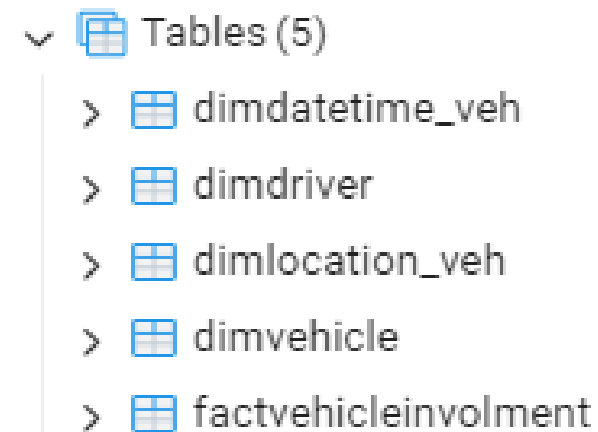 Tables (5)
dimdatetime_veh
dimdriver
dimlocation_veh
dimvehicle
factvehicleinvolment